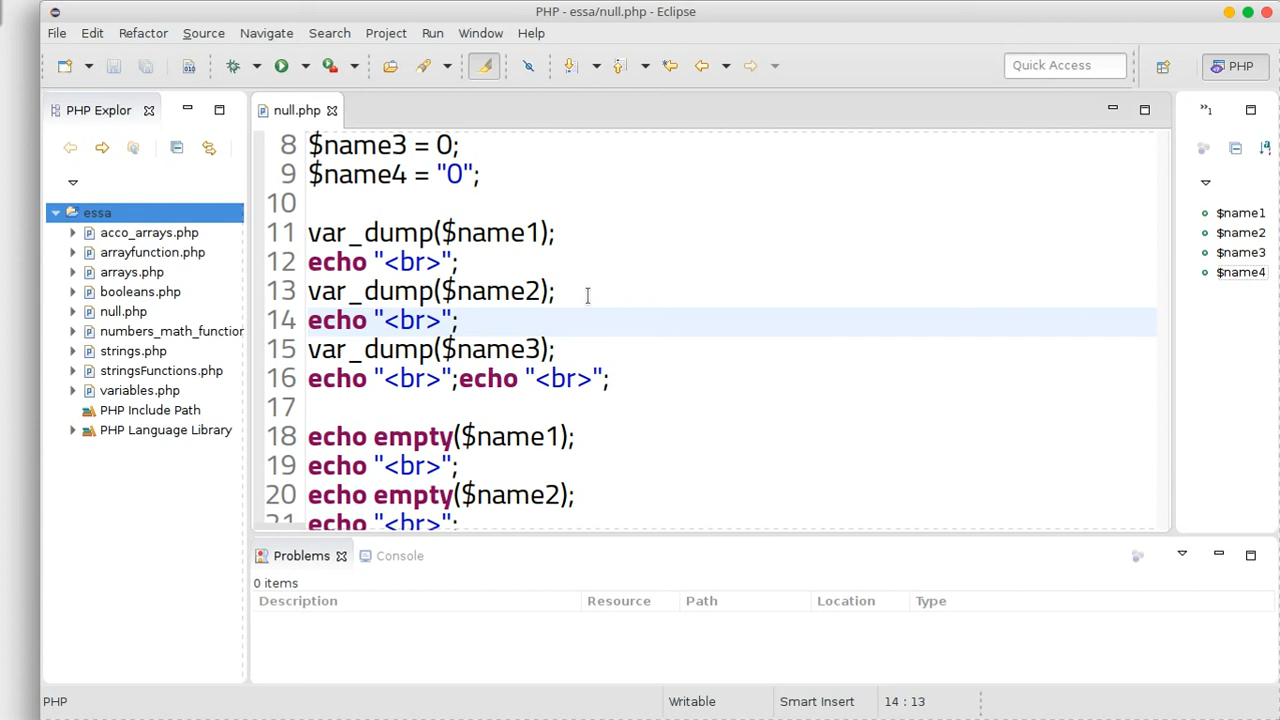 PHP - essa/null.php - Eclipse
File Edit Refactor Source Navigate Search Project Run Window Help
Quick Access
PHP
PHP Explor
null.php
essa
acco_arrays.php
arrayfunction.php
arrays.php
booleans.php
null.php
numbers_math_functior
strings.php
stringsFunctions.php
variables.php
PHP Include Path
PHP Language Library
8 $name3 = 0;
9 $name4 = "0";
10
11 var_dump($name1);
12 echo "<br>";
13 var_dump($name2);
14 echo "<br>";
15 var_dump($name3);
16 echo "<br>";echo "<br>";
17
18 echo empty($name1);
19 echo "<br>";
20 echo empty($name2);
21 echo "<br>";
$name1
$name2
$name3
$name4
Problems Console
0 items
Description Resource Path Location Type
PHP Writable Smart Insert 14 : 13